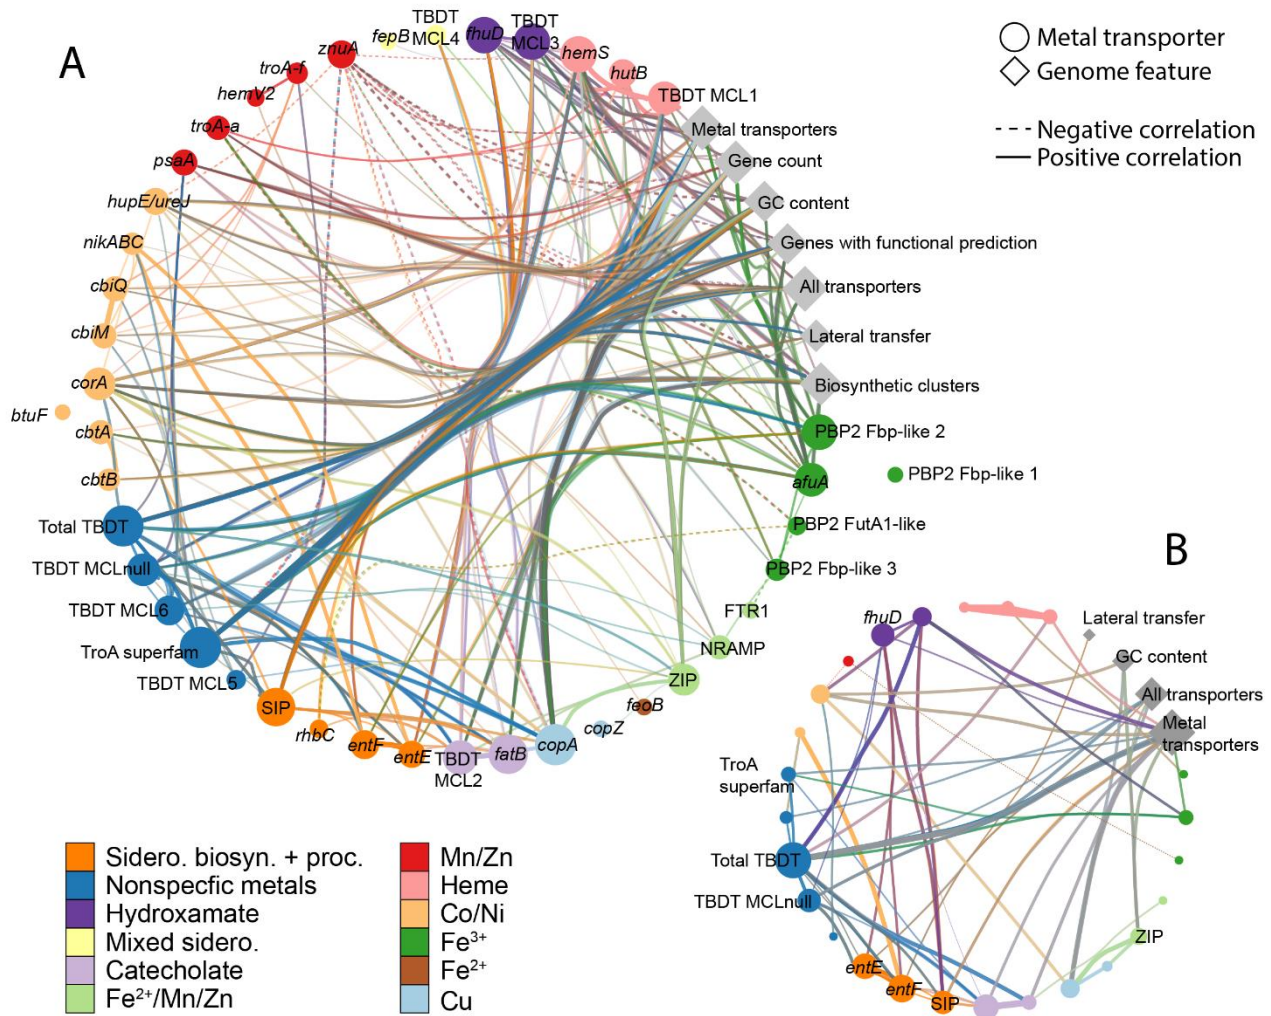 A
TBDT
MCL4
fepB
fhuD
TBDT
MCL3
hemS
hutB
TBDT MCL1
znuA
troA-f
hemV2
troA-a
psaA
hupE/ureJ
nikABC
cbiQ
cbiM
corA
btuF
cbtA
cbtB
Total TBDT
TBDT MCLnull
TBDT MCL6
TroA superfam
TBDT MCL5
SIP
rhbC
entF
entE
TBDT
MCL2
fatB
copA
copZ
feoB
ZIP
NRAMP
FTR1
PBP2 Fbp-like 3
PBP2 FutA1-like
PBP2 Fbp-like 1
afuA
PBP2 Fbp-like 2
Biosynthetic clusters
Lateral transfer
All transporters
Genes with functional prediction
GC content
Gene count
Metal transporters
Metal transporter
Genome feature
Negative correlation
Positive correlation
B
fhuD
Lateral transfer
GC content
All transporters
Metal
transporters
TroA
superfam
Total TBDT
TBDT MCLnull
entE
entF
SIP
ZIP
Sidero. biosyn. + proc.
Nonspecfic metals
Hydroxamate
Mixed sidero.
Catecholate
Fe²⁺/Mn/Zn
Mn/Zn
Heme
Co/Ni
Fe³⁺
Fe²⁺
Cu